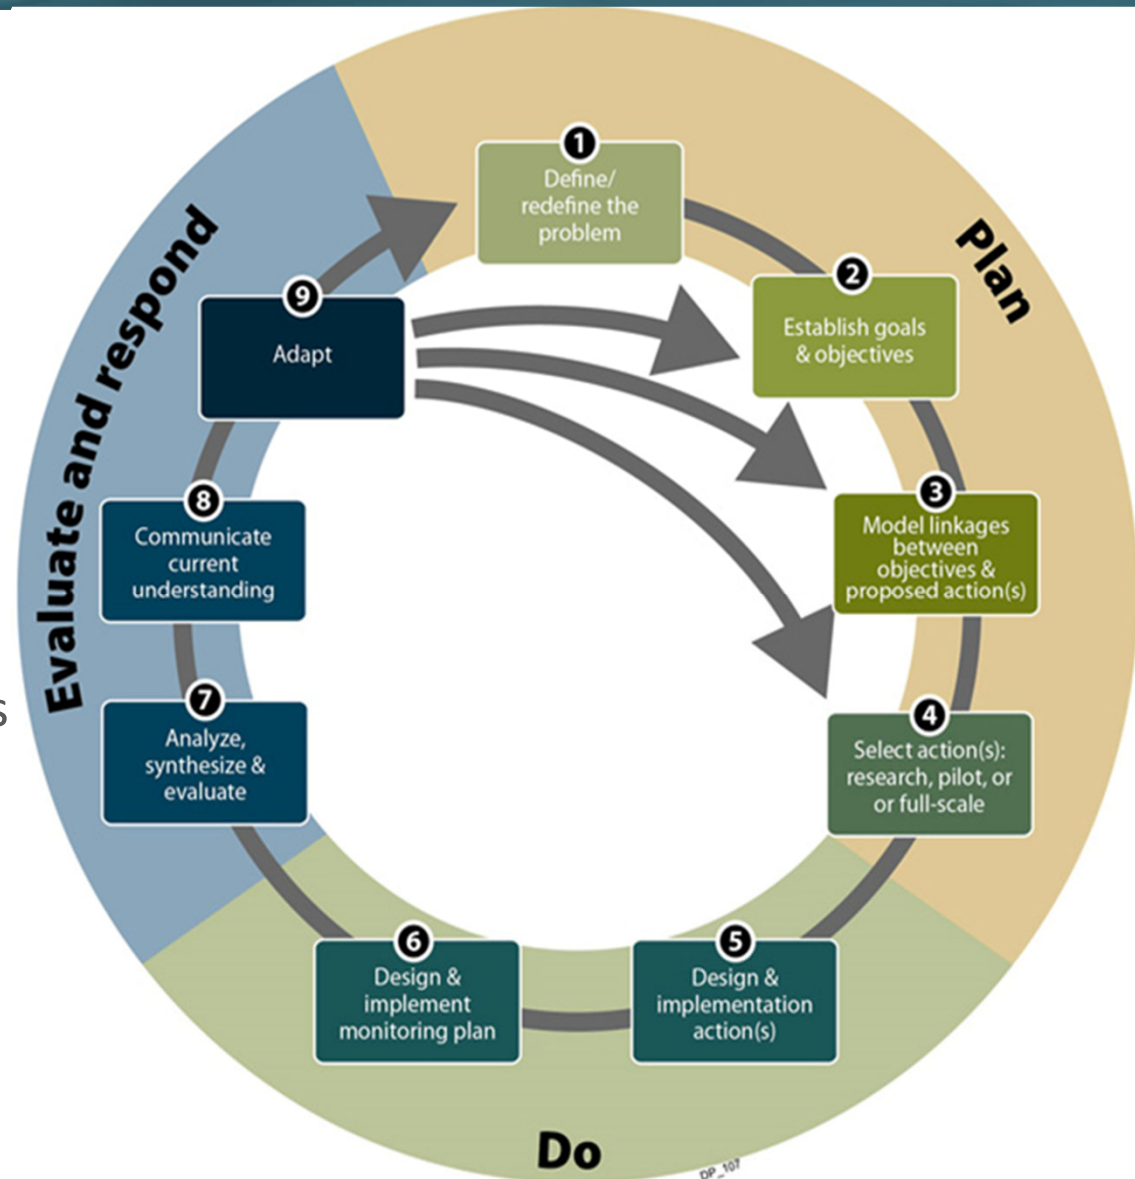 1
Define/
redefine the
problem
2
Establish goals
& objectives
3
Model linkages
between
objectives &
proposed action(s)
4
Select action(s):
research, pilot, or
or full-scale
5
Design &
implementation
action(s)
6
Design &
implement
monitoring plan
7
Analyze,
synthesize &
evaluate
8
Communicate
current
understanding
9
Adapt
Plan
Do
Evaluate and respond
DP_107
s